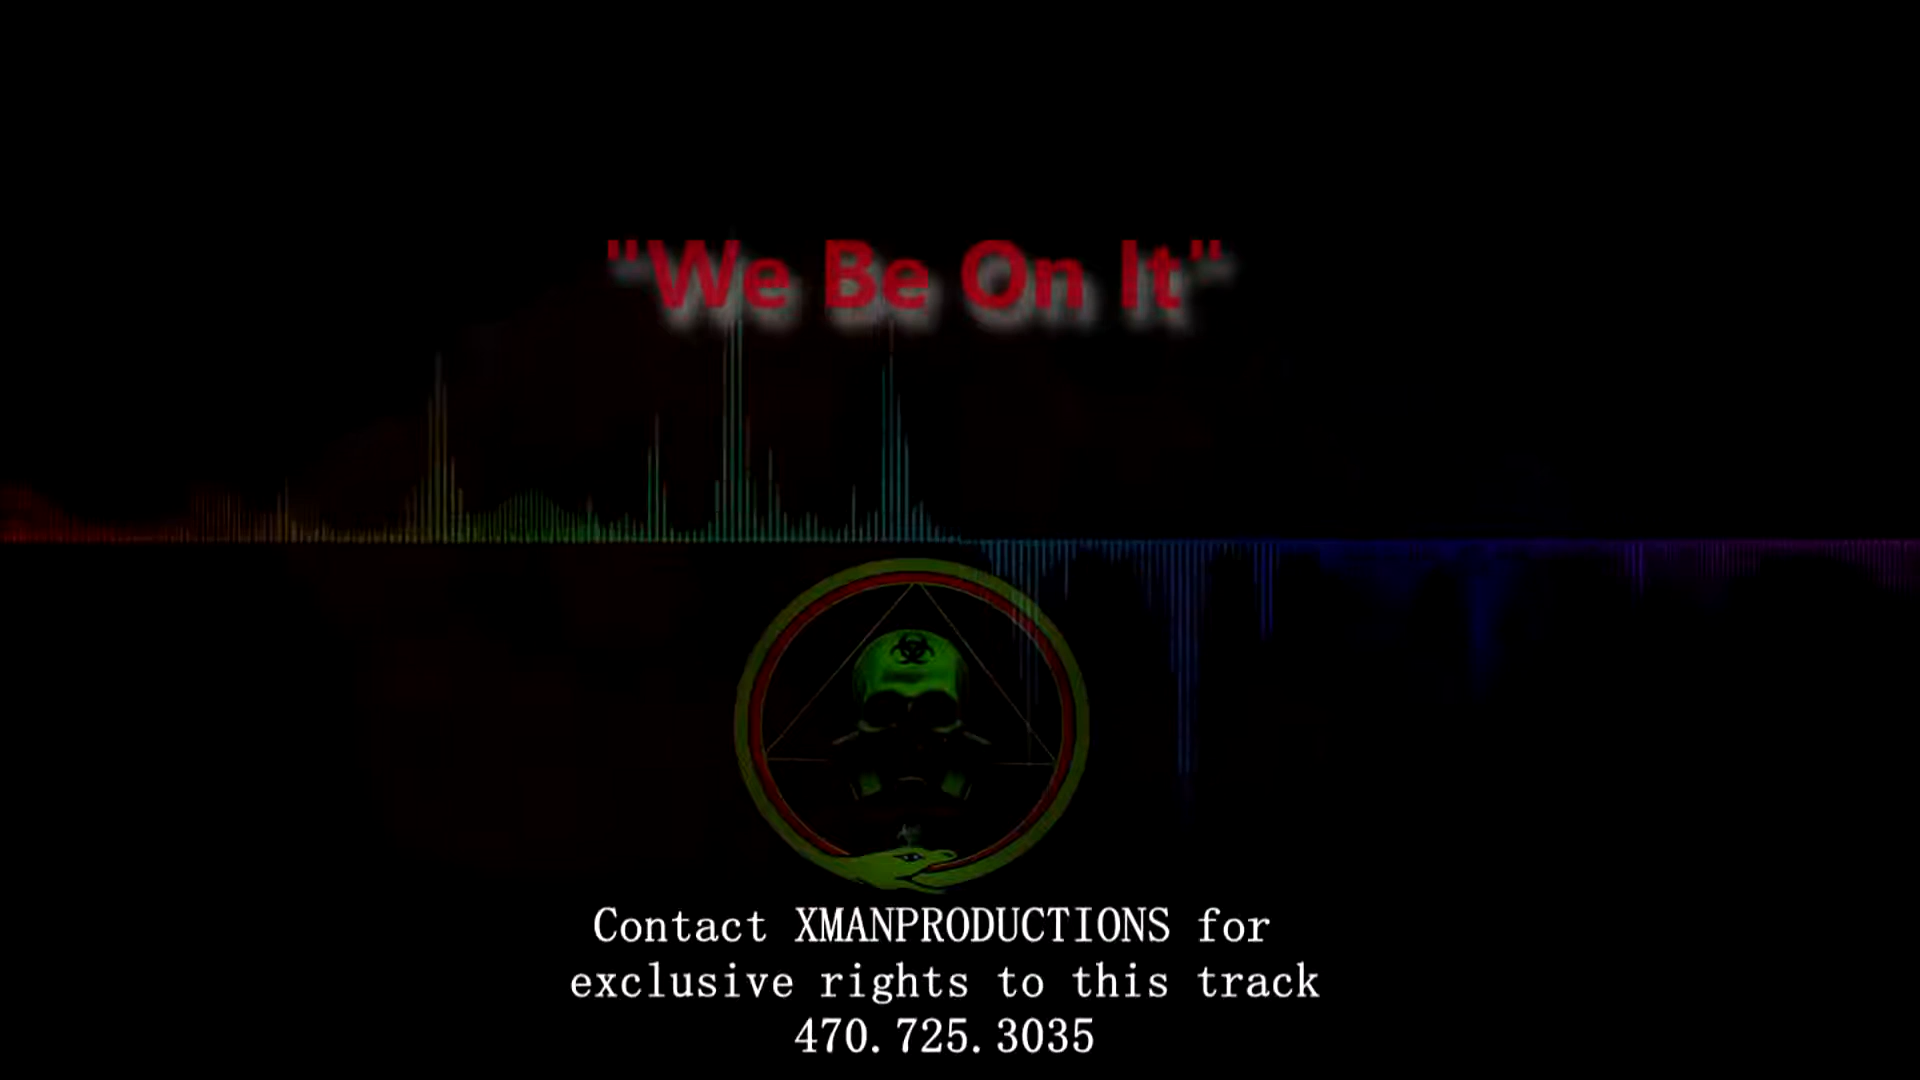 "We Be On It"
Contact XMANPRODUCTIONS for
exclusive rights to this track
470.725.3035